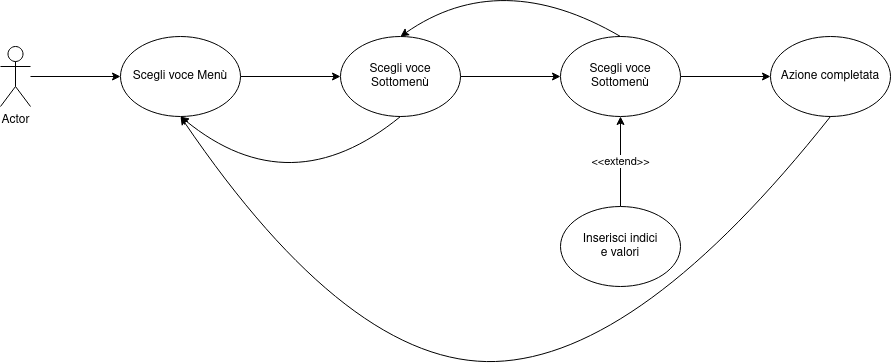 Actor
Scegli voce Menù
Scegli voce
Sottomenù
Scegli voce
Sottomenù
Azione completata
<<extend>>
Inserisci indici
e valori